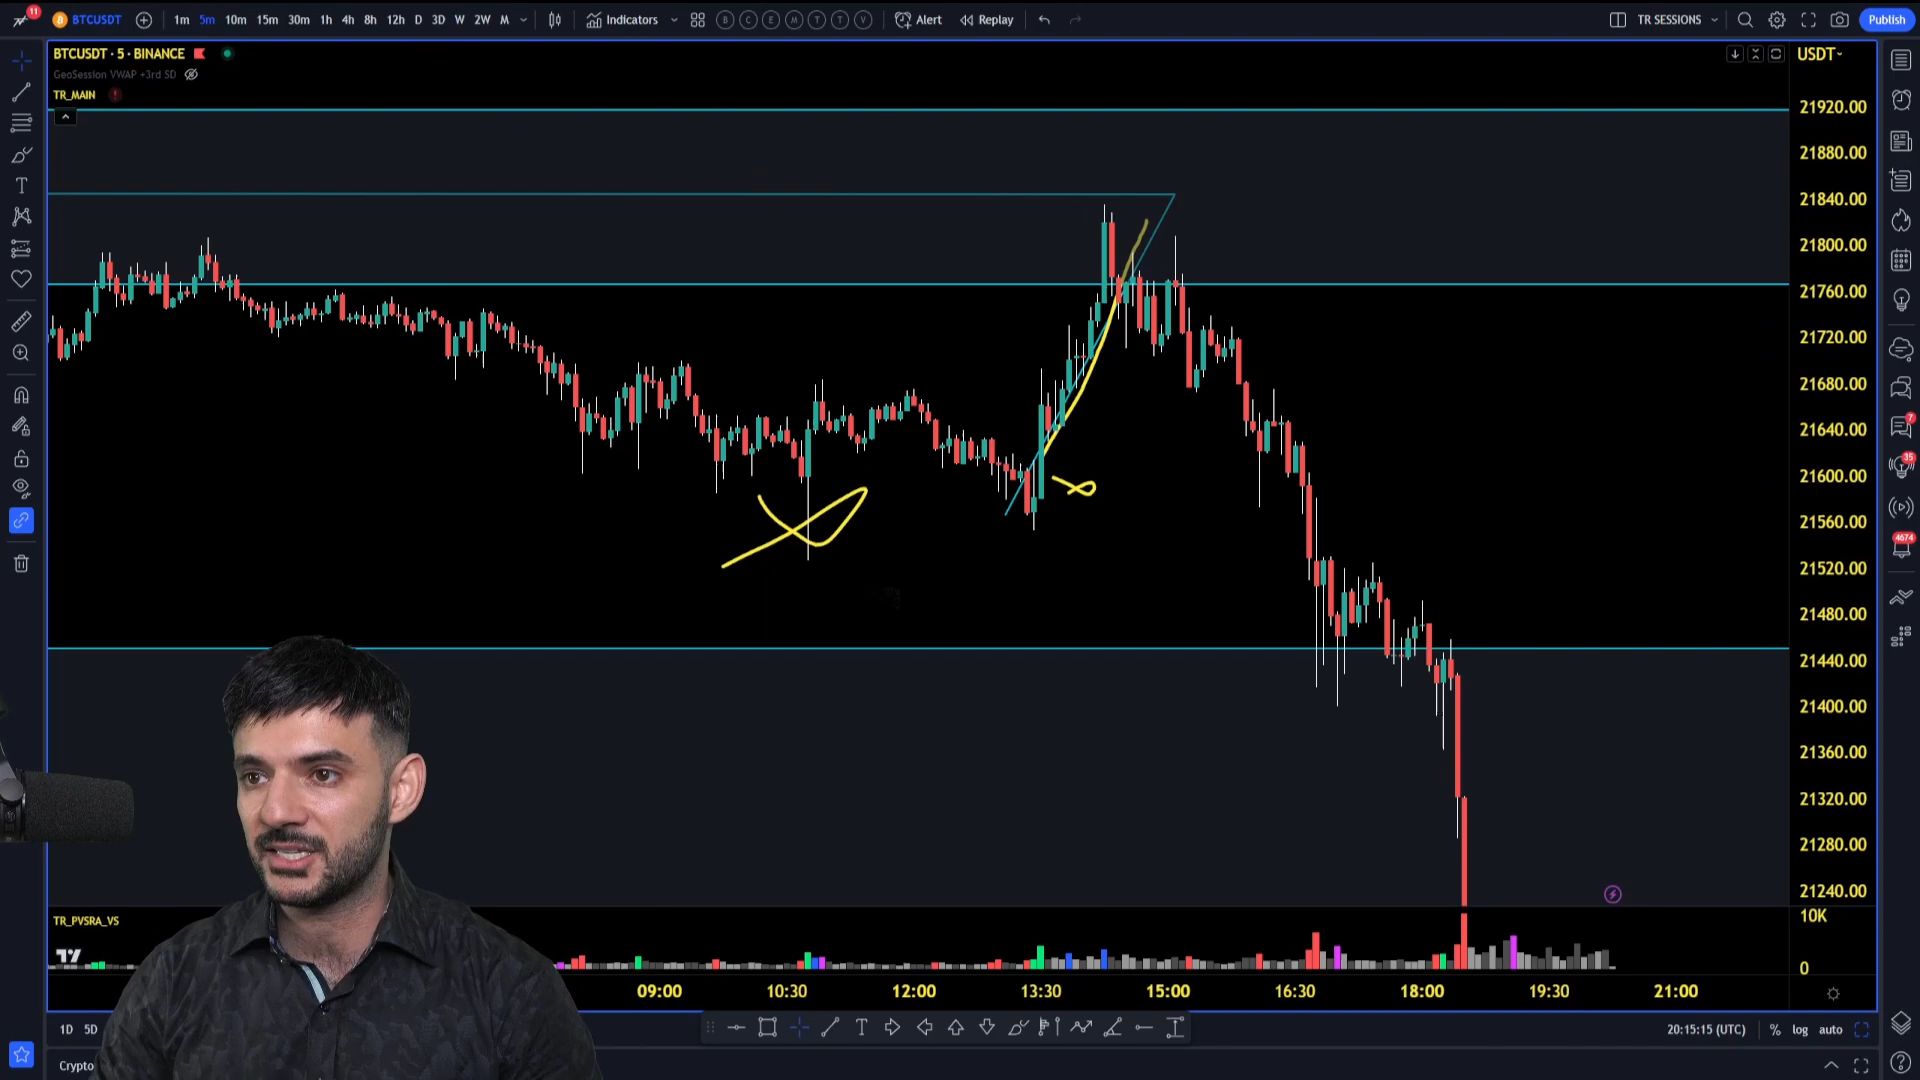 11
BTCUSDT
1m 5m 10m 15m 30m 1h 4h 8h 12h D 3D W 2W M
Indicators
B C E M T T V
Alert
Replay
TR SESSIONS
Publish
BTCUSDT · 5 · BINANCE
GeoSession VWAP +3rd SD
TR_MAIN
USDT
21920.00
21880.00
21840.00
21800.00
21760.00
21720.00
21680.00
21640.00
21600.00
21560.00
21520.00
21480.00
21440.00
21400.00
21360.00
21320.00
21280.00
21240.00
7
35
4674
TR_PVSRA_VS
10K
0
09:00 10:30 12:00 13:30 15:00 16:30 18:00 19:30 21:00
1D 5D
20:15:15 (UTC) % log auto
Crypto